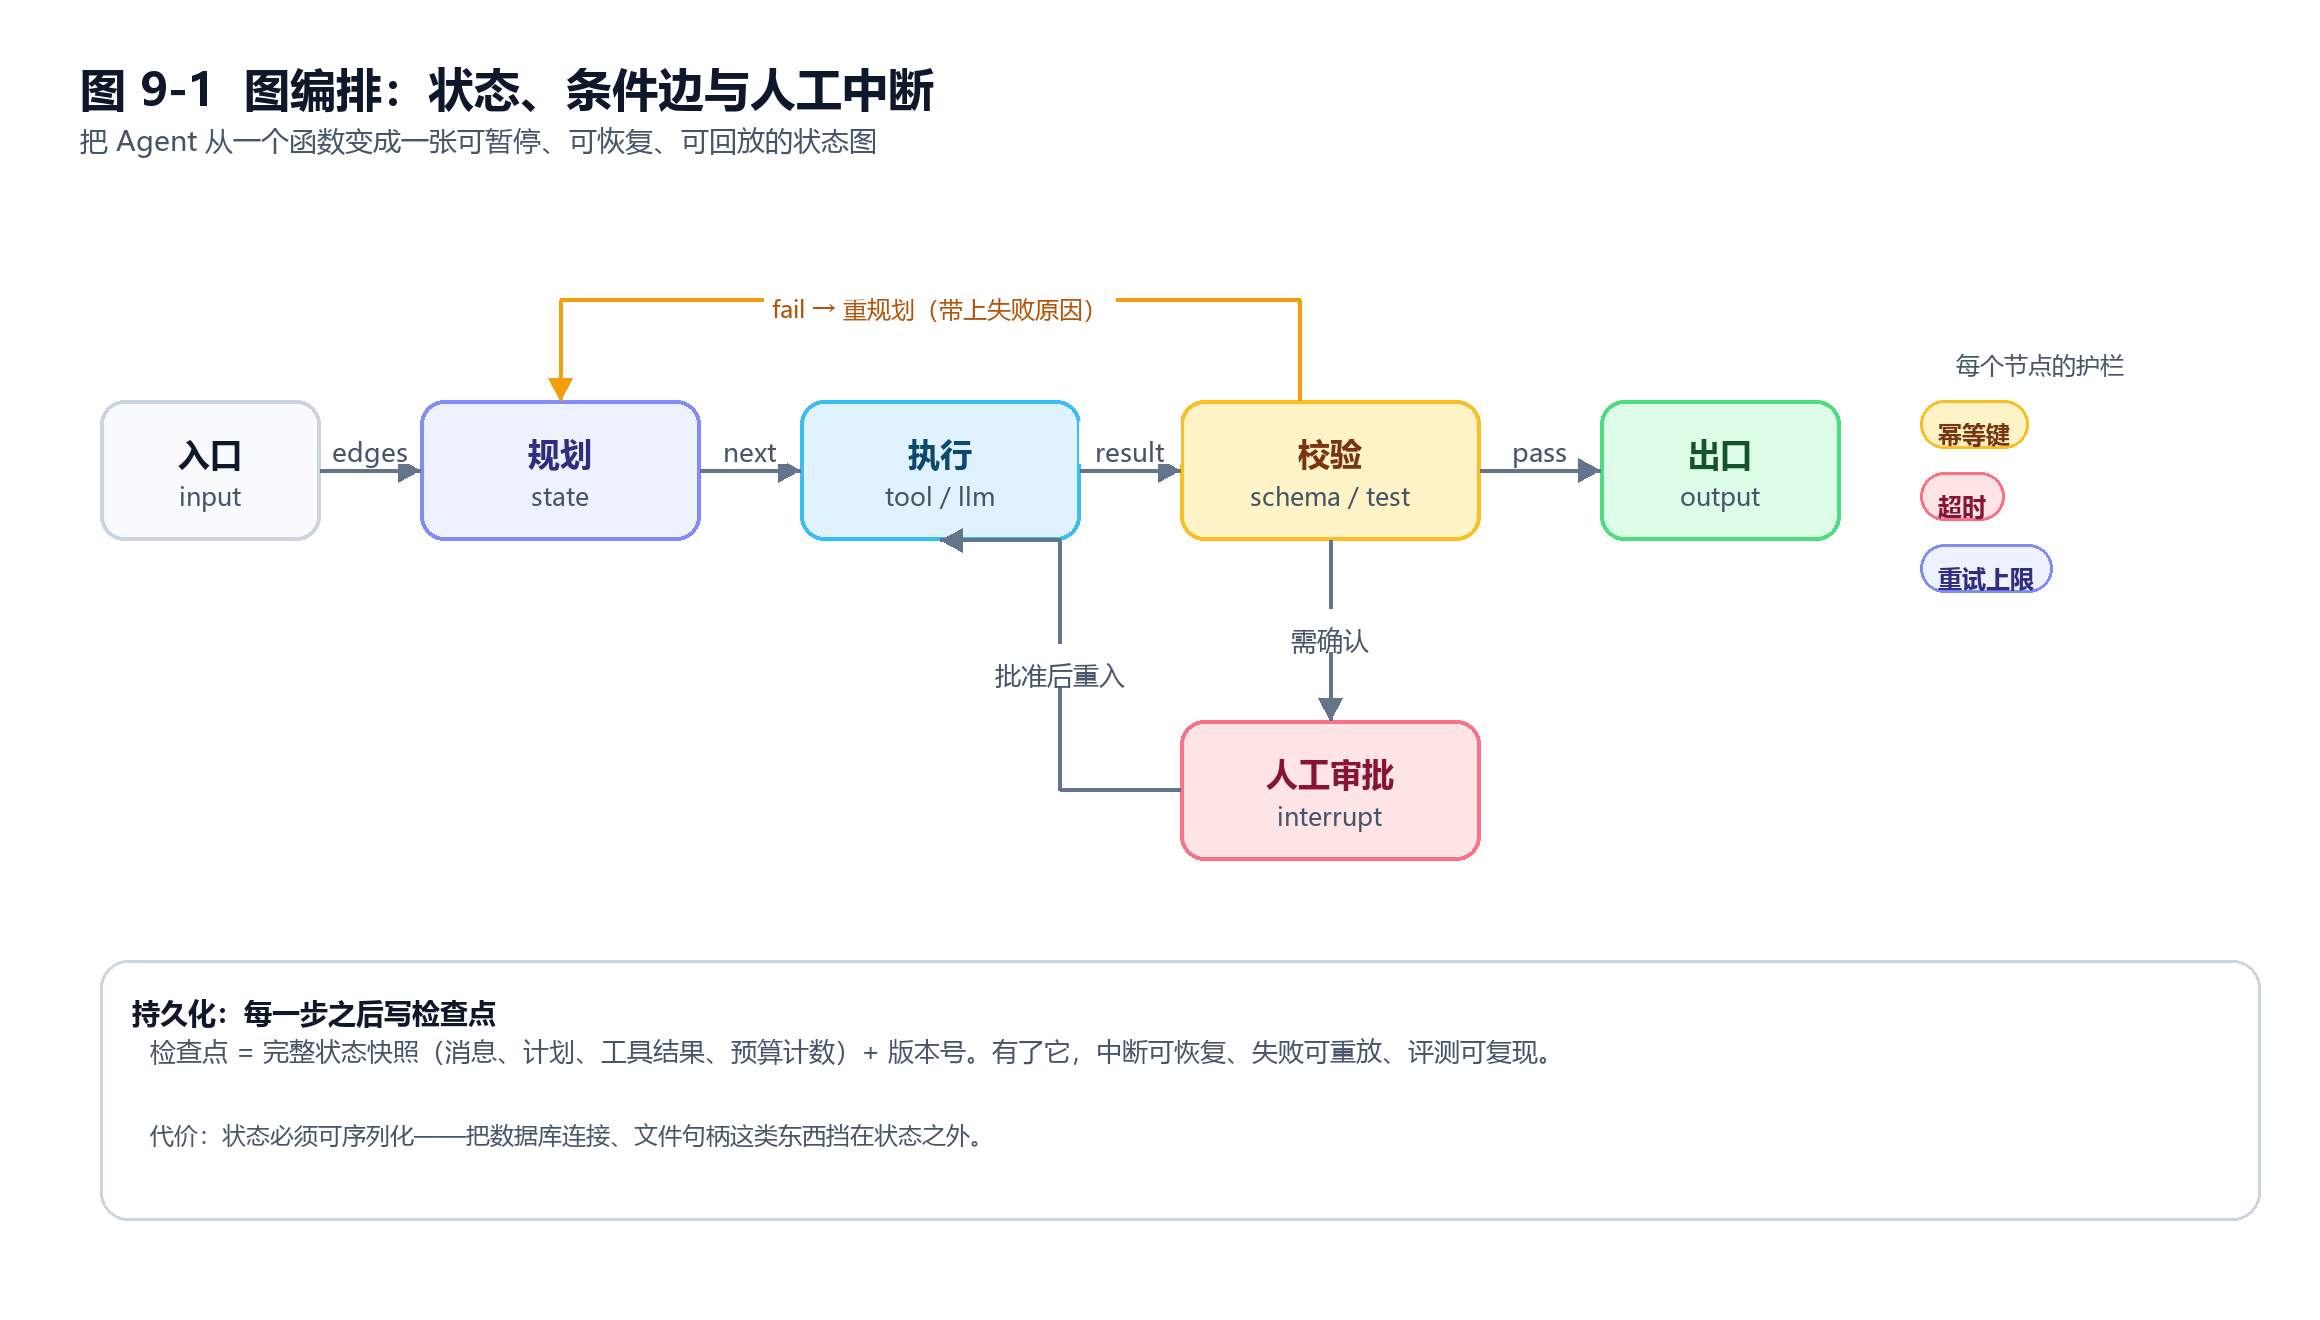 图 9-1 图编排：状态、条件边与人工中断
把 Agent 从一个函数变成一张可暂停、可恢复、可回放的状态图
fail → 重规划（带上失败原因）
入口
input
edges
规划
state
next
执行
tool / llm
result
校验
schema / test
pass
出口
output
每个节点的护栏
幂等键
超时
重试上限
需确认
批准后重入
人工审批
interrupt
持久化：每一步之后写检查点
检查点 = 完整状态快照（消息、计划、工具结果、预算计数）+ 版本号。有了它，中断可恢复、失败可重放、评测可复现。
代价：状态必须可序列化——把数据库连接、文件句柄这类东西挡在状态之外。